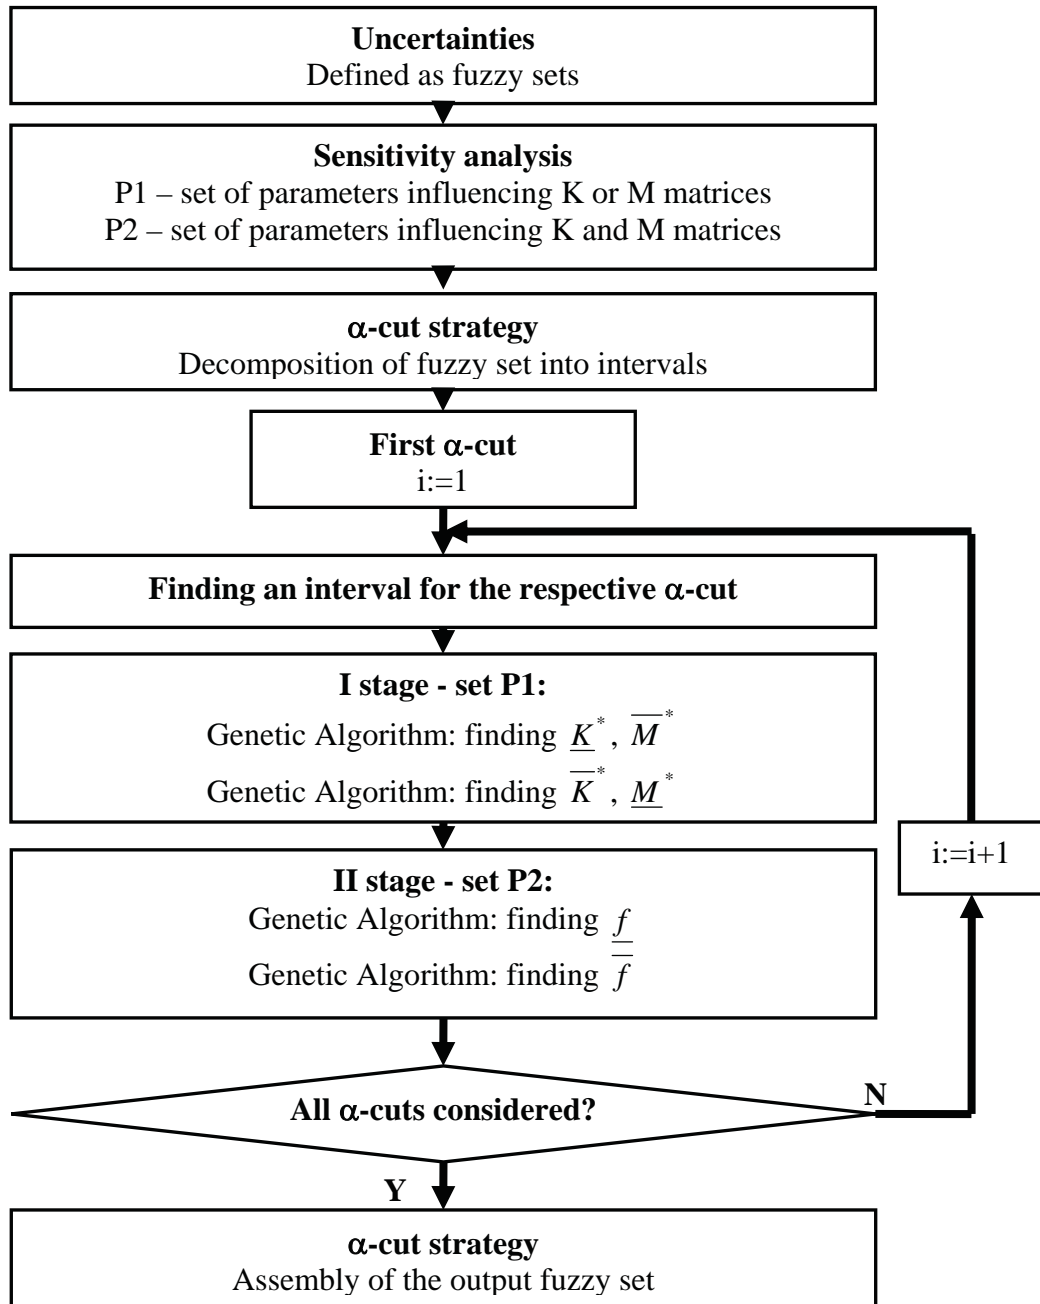 Uncertainties
Defined as fuzzy sets
Sensitivity analysis
P1 – set of parameters influencing K or M matrices
P2 – set of parameters influencing K and M matrices
α-cut strategy
Decomposition of fuzzy set into intervals
First α-cut
i:=1
Finding an interval for the respective α-cut
I stage - set P1:
Genetic Algorithm: finding K̲*, M̅*
Genetic Algorithm: finding K̅*, M̲*
II stage - set P2:
Genetic Algorithm: finding f̲
Genetic Algorithm: finding f̅
i:=i+1
All α-cuts considered?
N
Y
α-cut strategy
Assembly of the output fuzzy set